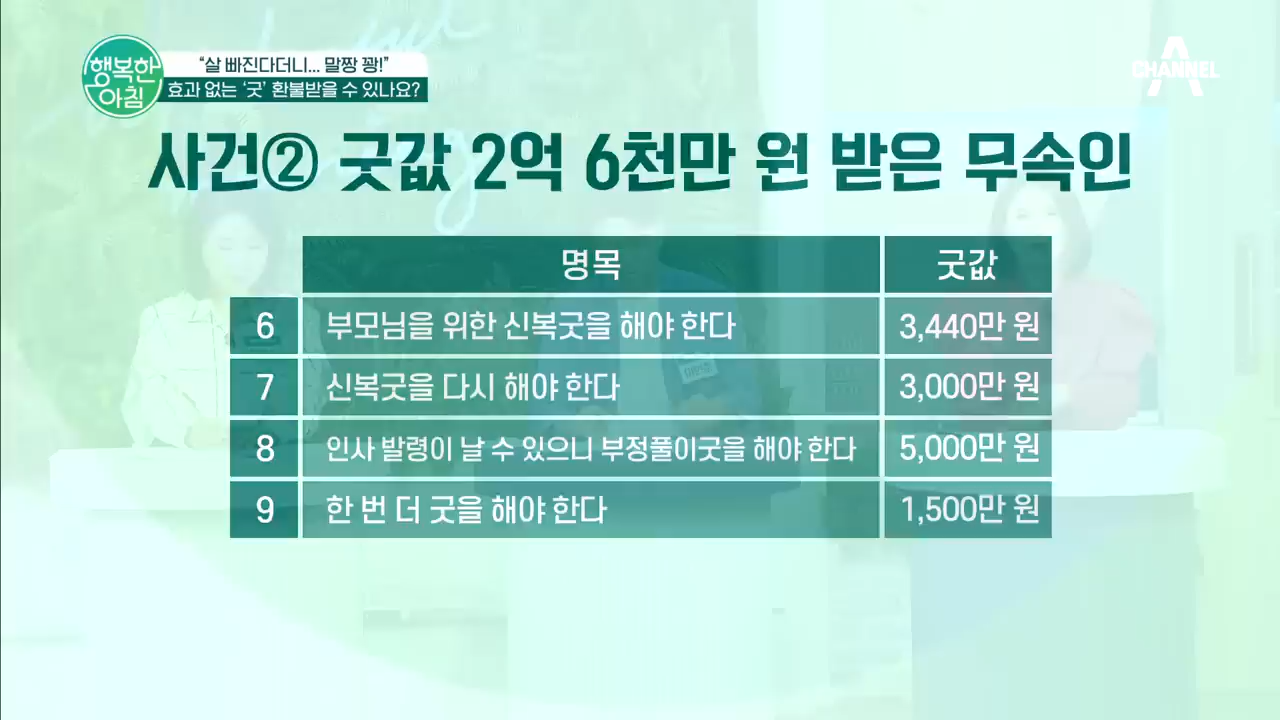 행복한
아침
“살 빠진다더니... 말짱 꽝!”
효과 없는 ‘굿’ 환불받을 수 있나요?
CHANNEL A
사건② 굿값 2억 6천만 원 받은 무속인
명목 굿값
6 부모님을 위한 신복굿을 해야 한다 3,440만 원
7 신복굿을 다시 해야 한다 3,000만 원
8 인사 발령이 날 수 있으니 부정풀이굿을 해야 한다 5,000만 원
9 한 번 더 굿을 해야 한다 1,500만 원